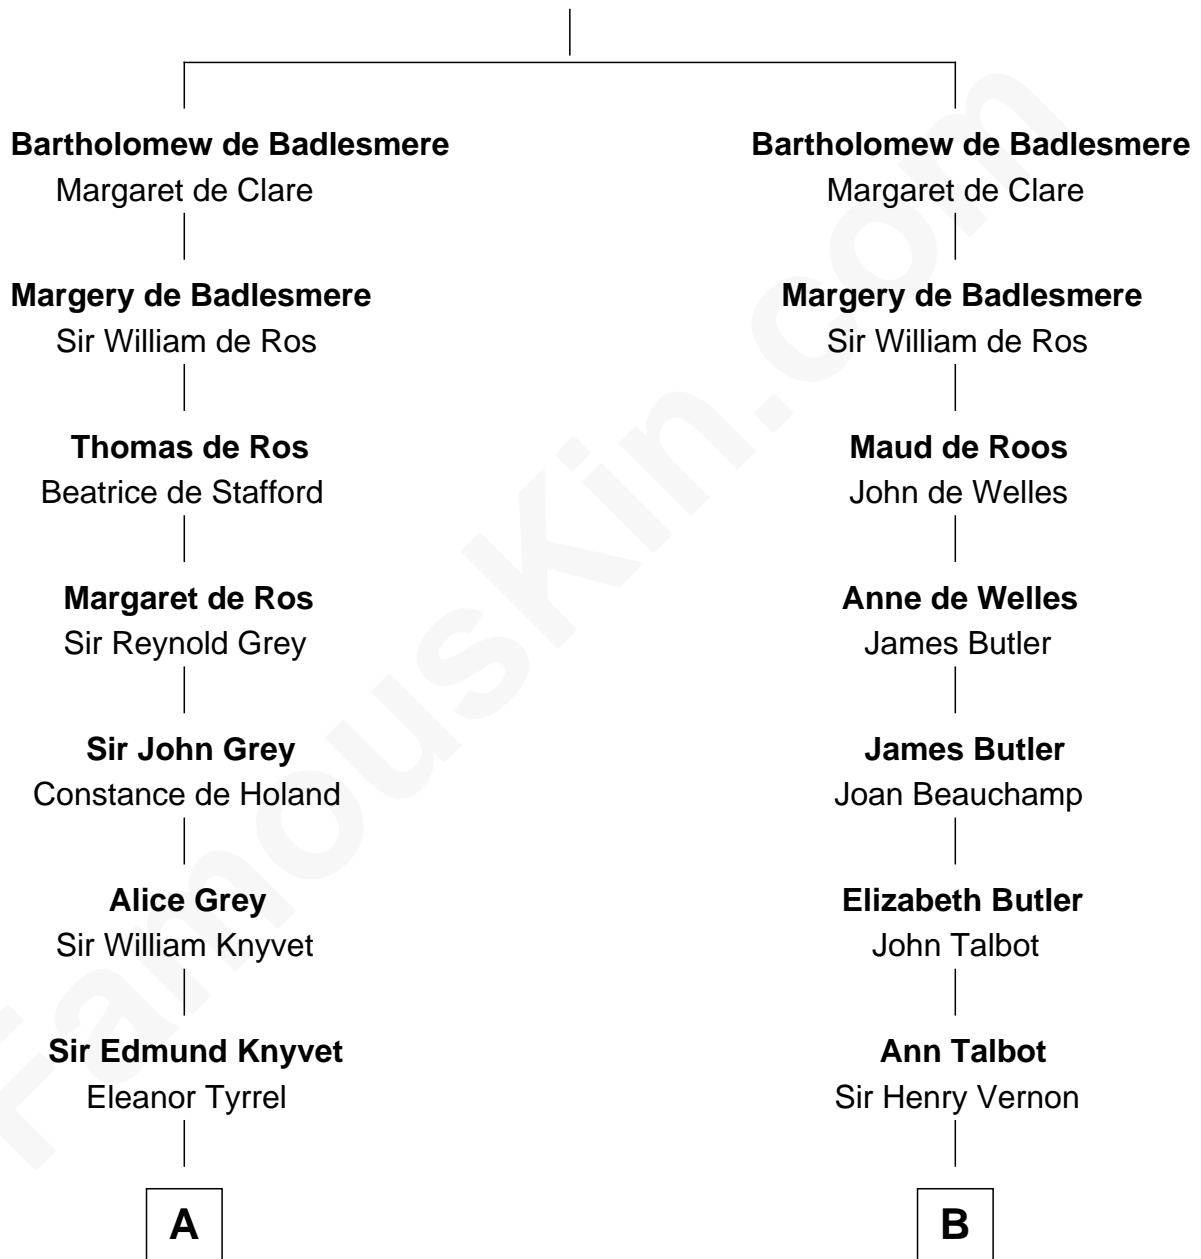 Bartholomew de Badlesmere
Margaret de Clare
Margery de Badlesmere
Sir William de Ros
Thomas de Ros
Beatrice de Stafford
Margaret de Ros
Sir Reynold Grey
Sir John Grey
Constance de Holand
Alice Grey
Sir William Knyvet
Sir Edmund Knyvet
Eleanor Tyrrel
A
Bartholomew de Badlesmere
Margaret de Clare
Margery de Badlesmere
Sir William de Ros
Maud de Roos
John de Welles
Anne de Welles
James Butler
James Butler
Joan Beauchamp
Elizabeth Butler
John Talbot
Ann Talbot
Sir Henry Vernon
B
FamousKin.com